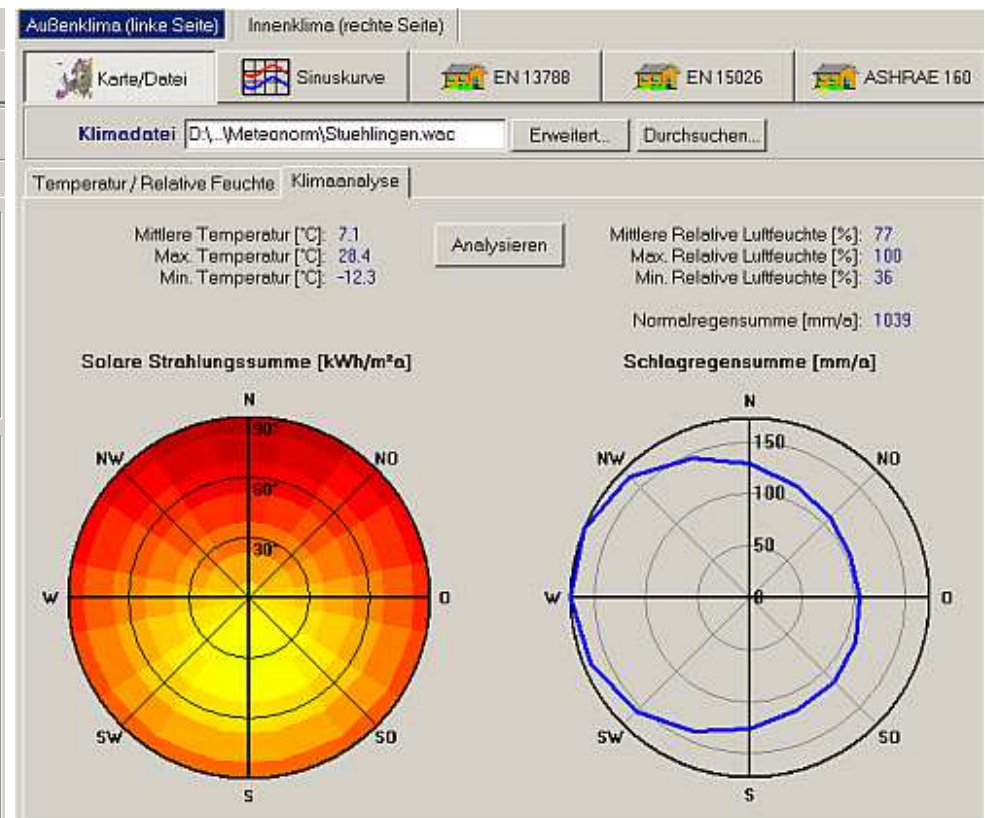 Außenklima (linke Seite) Innenklima (rechte Seite)
Karte/Datei Sinuskurve EN 13788 EN 15026 ASHRAE 160
Klimadatei D:\...\Meteonorm\Stuehlingen.wac Erweitert... Durchsuchen...
Temperatur / Relative Feuchte Klimaanalyse
Mittlere Temperatur [°C]: 7.1
Max. Temperatur [°C]: 28.4
Min. Temperatur [°C]: -12.3
Analysieren
Mittlere Relative Luftfeuchte [%]: 77
Max. Relative Luftfeuchte [%]: 100
Min. Relative Luftfeuchte [%]: 36
Normalregensumme [mm/a]: 1039
Solare Strahlungssumme [kWh/m²a]
N
NW
90°
NO
60°
30°
W
O
SW
SO
S
Schlagregensumme [mm/a]
N
150
NW
NO
100
50
W
0
O
SW
SO
S